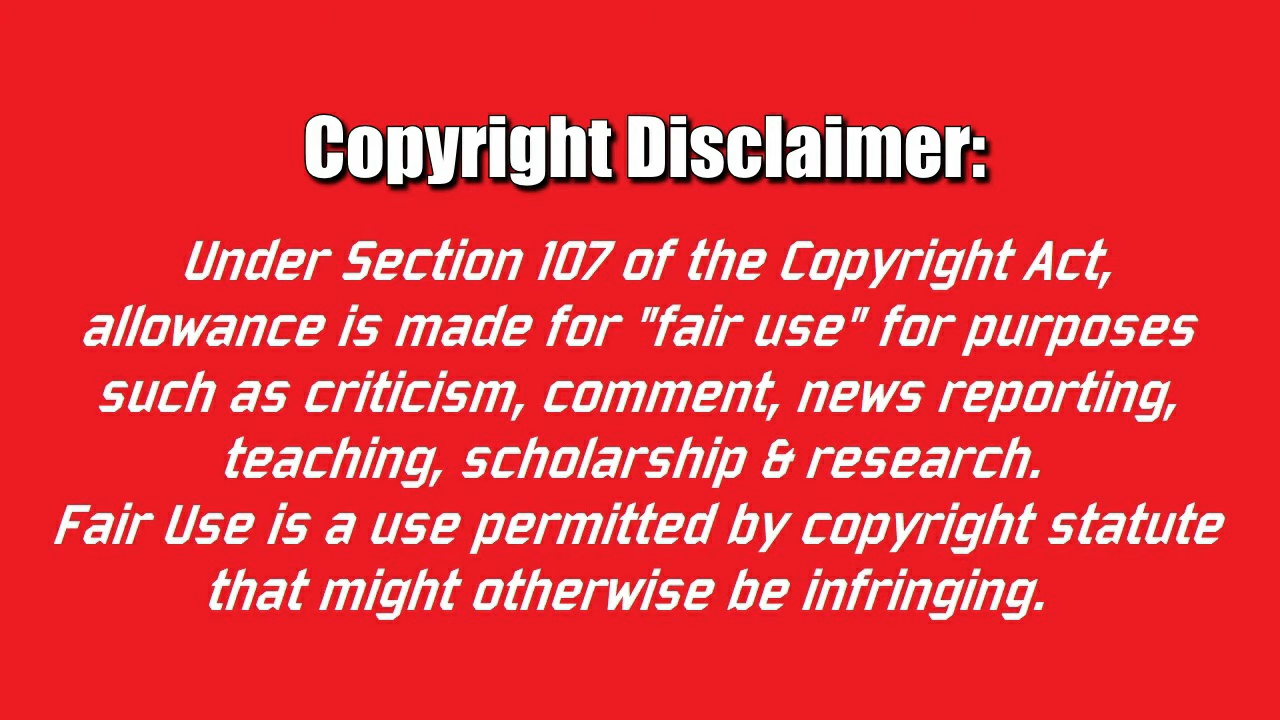 Copyright Disclaimer:
Under Section 107 of the Copyright Act,
allowance is made for "fair use" for purposes
such as criticism, comment, news reporting,
teaching, scholarship & research.
Fair Use is a use permitted by copyright statute
that might otherwise be infringing.